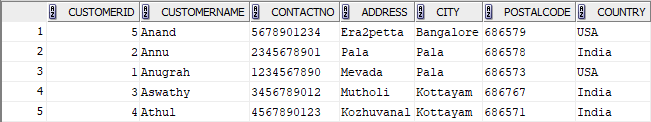 CUSTOMERID CUSTOMERNAME CONTACTNO ADDRESS CITY POSTALCODE COUNTRY
1 5 Anand 5678901234 Era2petta Bangalore 686579 USA
2 2 Annu 2345678901 Pala Pala 686578 India
3 1 Anugrah 1234567890 Mevada Pala 686573 USA
4 3 Aswathy 3456789012 Mutholi Kottayam 686767 India
5 4 Athul 4567890123 Kozhuvanal Kottayam 686571 India